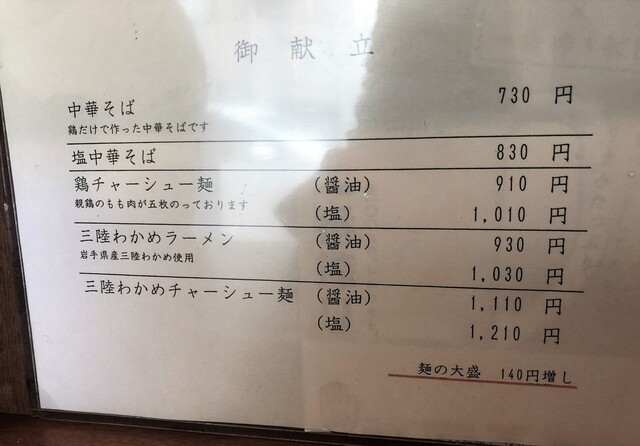 御献立
中華そば 730 円
鶏だけで作った中華そばです
塩中華そば 830 円
鶏チャーシュー麺 (醤油) 910 円
親鶏のもも肉が五枚のっております
(塩) 1,010 円
三陸わかめラーメン (醤油) 930 円
岩手県産三陸わかめ使用
(塩) 1,030 円
三陸わかめチャーシュー麺 (醤油) 1,110 円
(塩) 1,210 円
麺の大盛 140円増し